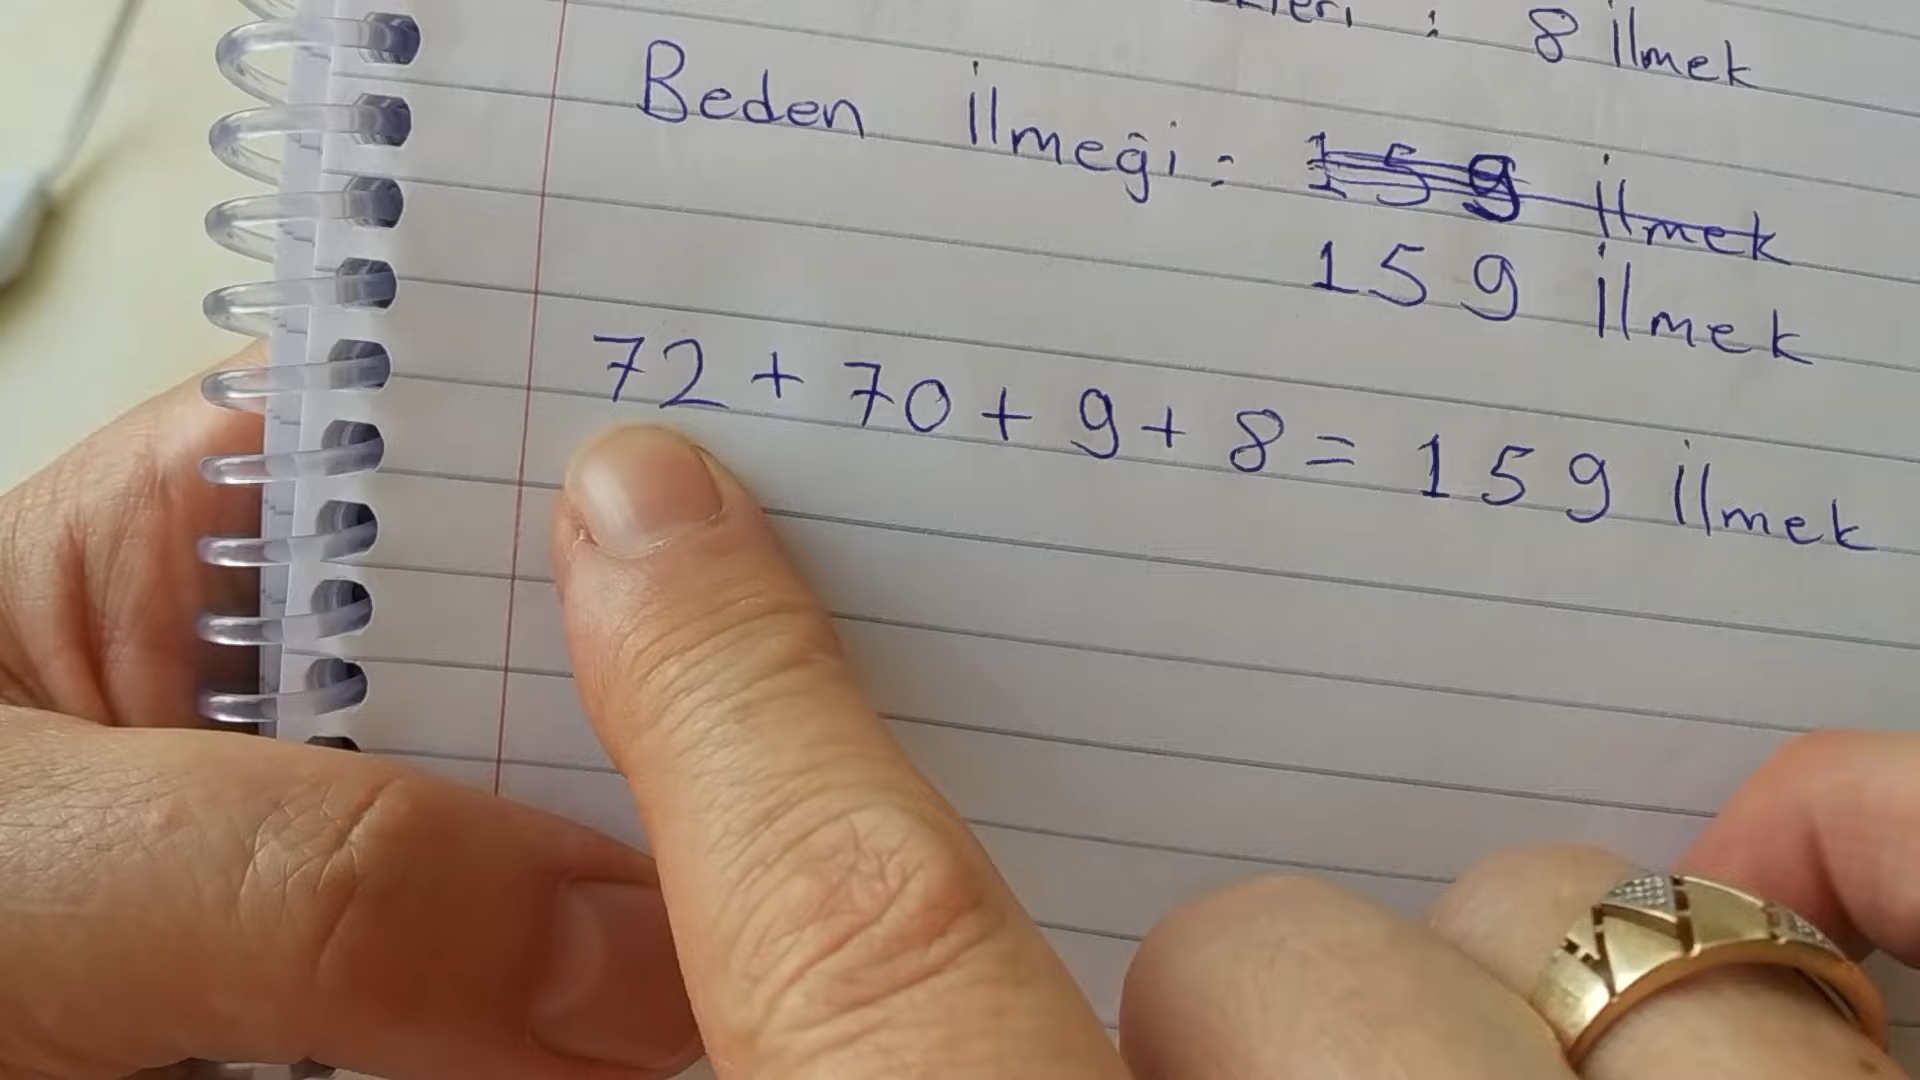 : 8 İlmek
Beden İlmeği: 159 İlmek
159 İlmek
72 + 70 + 9 + 8 = 159 İlmek